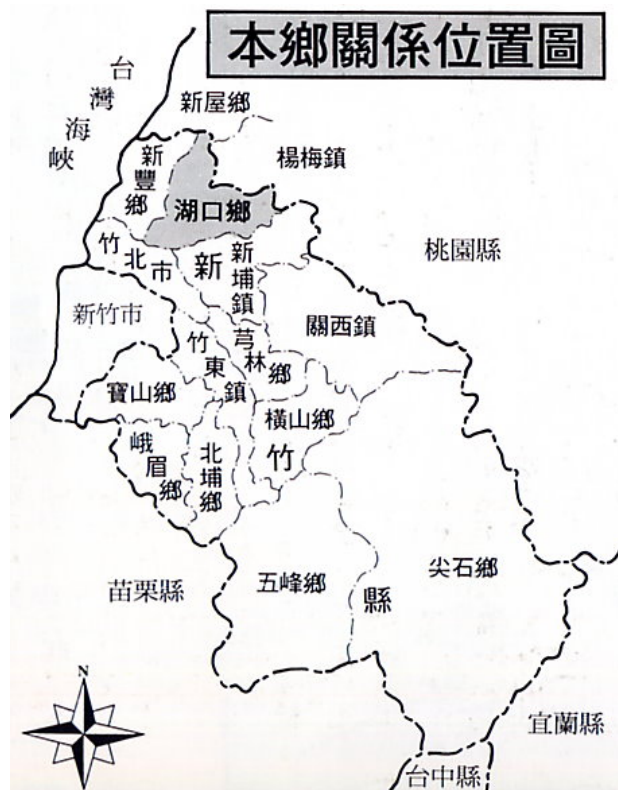 本鄉關係位置圖
台灣海峽
新屋鄉
楊梅鎮
新豐鄉
湖口鄉
竹北市
新
新埔鎮
桃園縣
新竹市
關西鎮
竹東鎮
芎林鄉
寶山鄉
橫山鄉
竹
峨眉鄉
北埔鄉
五峰鄉
縣
尖石鄉
苗栗縣
N
宜蘭縣
台中縣